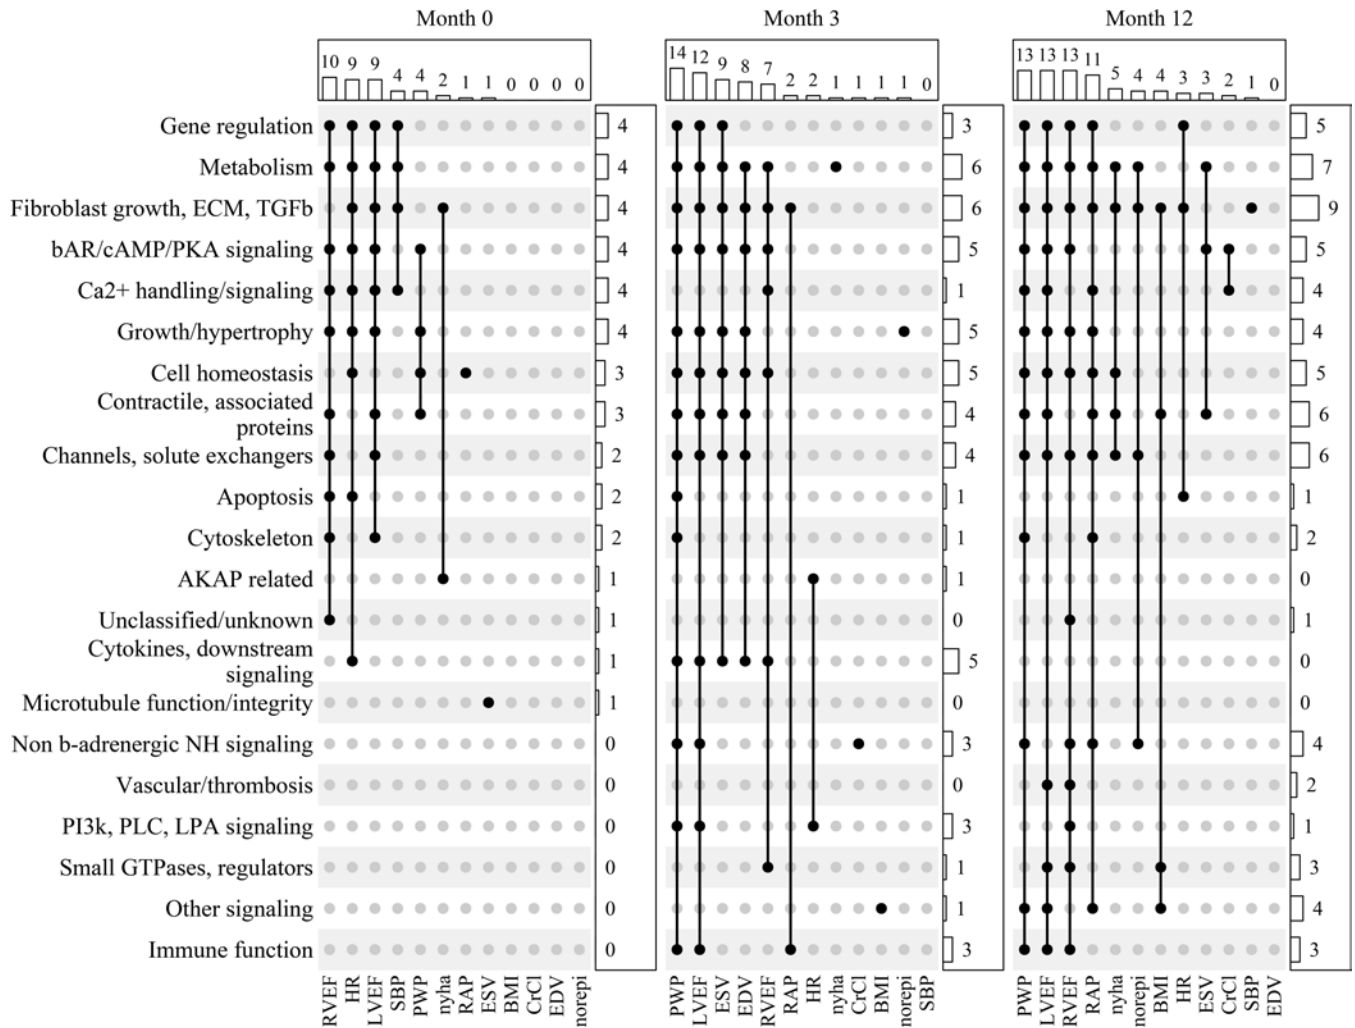 Month 0 Month 3 Month 12
10 9 9 4 4 2 1 1 0 0 0 0 14 12 9 8 7 2 2 1 1 1 1 0 13 13 13 11 5 4 4 3 3 2 1 0
Gene regulation 4 3 5
Metabolism 4 6 7
Fibroblast growth, ECM, TGFb 4 6 9
bAR/cAMP/PKA signaling 4 5 5
Ca2+ handling/signaling 4 1 4
Growth/hypertrophy 4 5 4
Cell homeostasis 3 5 5
Contractile, associated
proteins 3 4 6
Channels, solute exchangers 2 4 6
Apoptosis 2 1 1
Cytoskeleton 2 1 2
AKAP related 1 1 0
Unclassified/unknown 1 0 1
Cytokines, downstream
signaling 1 5 0
Microtubule function/integrity 1 0 0
Non b-adrenergic NH signaling 0 3 4
Vascular/thrombosis 0 0 2
PI3k, PLC, LPA signaling 0 3 1
Small GTPases, regulators 0 1 3
Other signaling 0 1 4
Immune function 0 3 3
RVEF HR LVEF SBP PWP nyha RAP ESV BMI CrCl EDV norepi PWP LVEF ESV EDV RVEF RAP HR nyha CrCl BMI norepi SBP PWP LVEF RVEF RAP nyha norepi BMI HR ESV CrCl SBP EDV